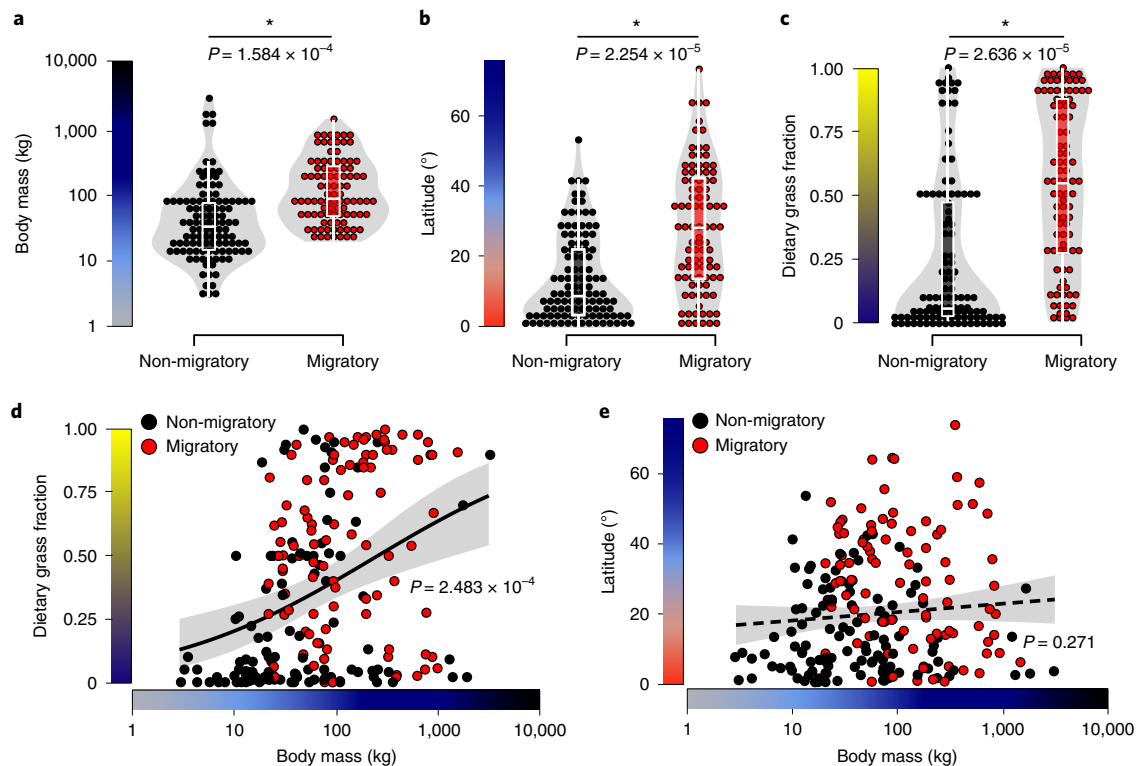 a
*
P = 1.584 × 10–4
10,000
1,000
100
10
1
Body mass (kg)
Non-migratory
Migratory
b
*
P = 2.254 × 10–5
60
40
20
0
Latitude (°)
Non-migratory
Migratory
c
*
P = 2.636 × 10–5
1.00
0.75
0.50
0.25
0
Dietary grass fraction
Non-migratory
Migratory
d
Non-migratory
Migratory
1.00
0.75
0.50
0.25
0
Dietary grass fraction
P = 2.483 × 10–4
1
10
100
1,000
10,000
Body mass (kg)
e
Non-migratory
Migratory
60
40
20
0
Latitude (°)
P = 0.271
1
10
100
1,000
10,000
Body mass (kg)